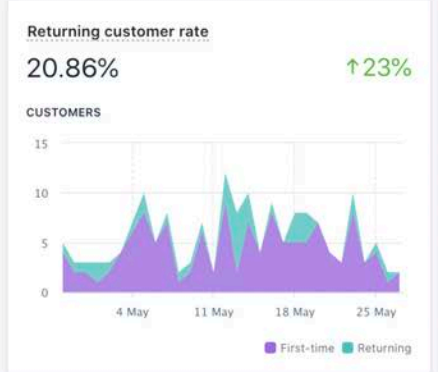 Returning customer rate
20.86% ↑23%
CUSTOMERS
15
10
5
0
4 May 11 May 18 May 25 May
First-time Returning